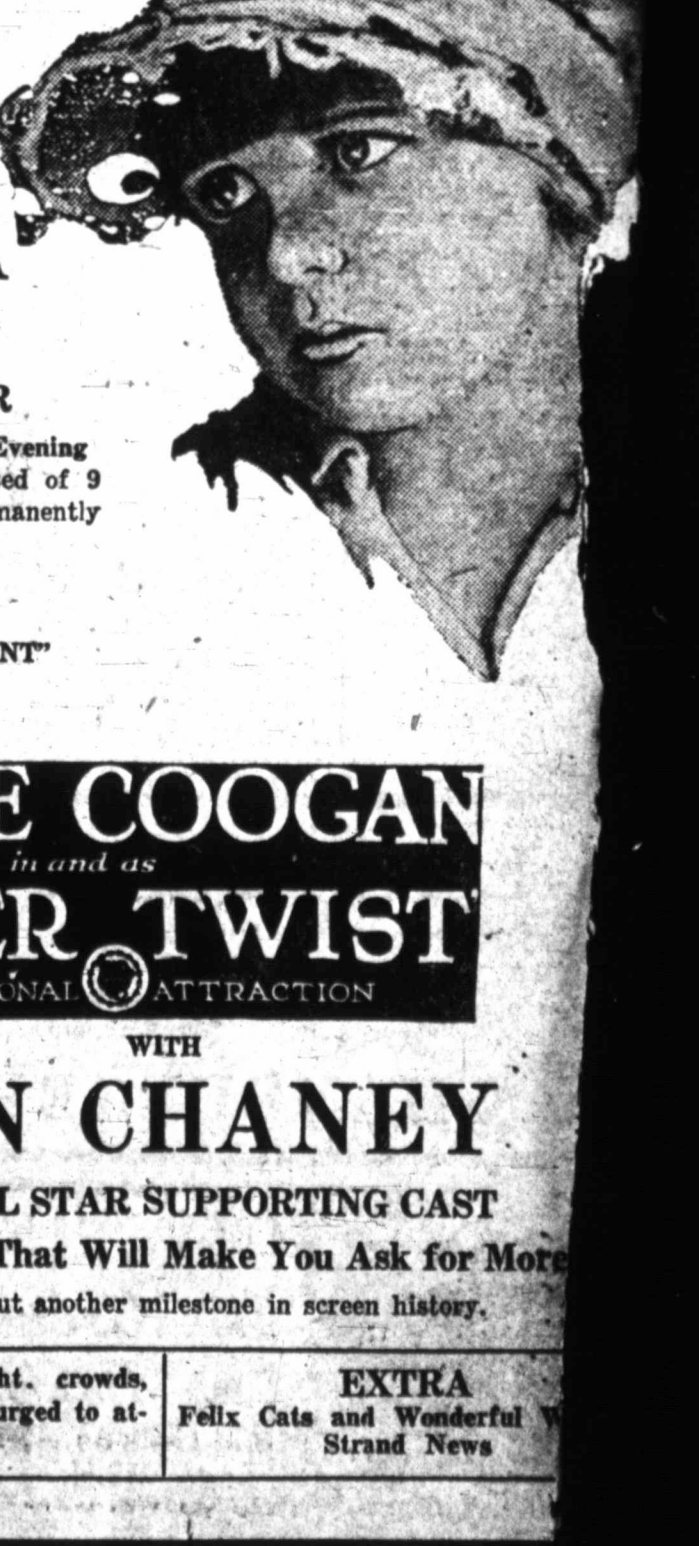 R
Evening
ed of 9
manently
NT"
E COOGAN
in and as
ER TWIST
ONAL ATTRACTION
WITH
N CHANEY
L STAR SUPPORTING CAST
That Will Make You Ask for More
ut another milestone in screen history.
ht. crowds,
urged to at-
EXTRA
Felix Cats and Wonderful W
Strand News